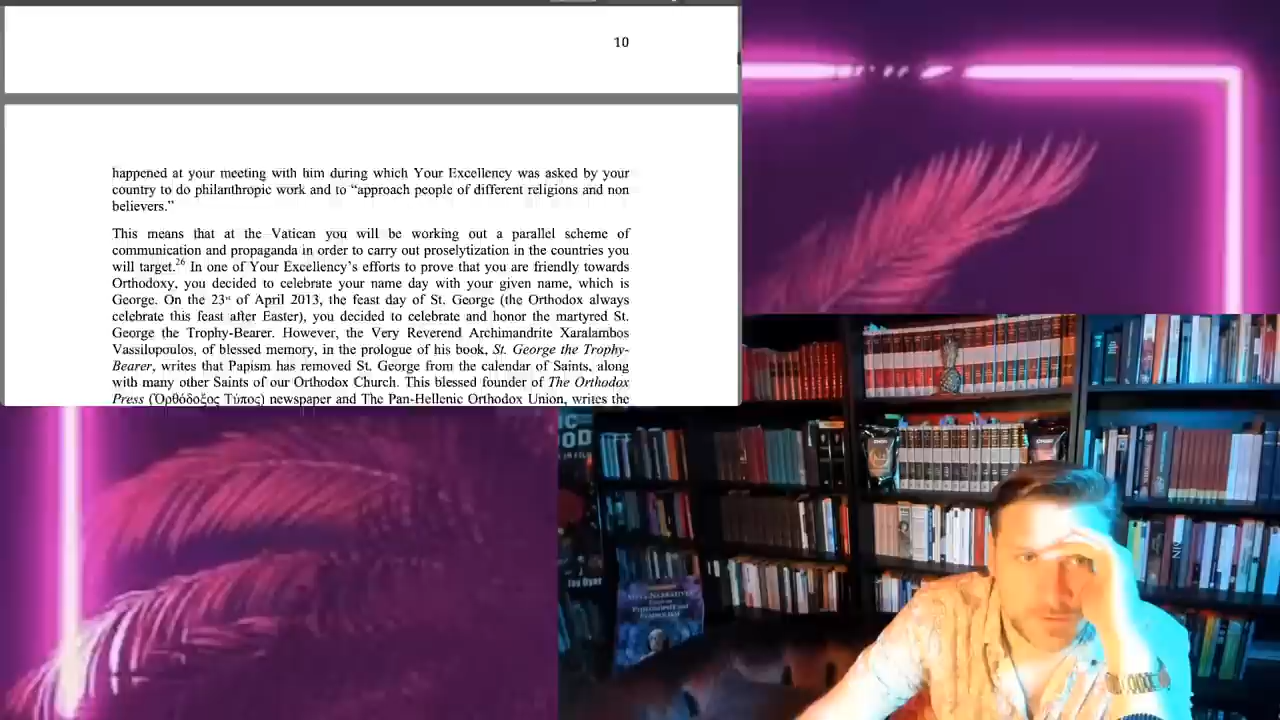 10
happened at your meeting with him during which Your Excellency was asked by your
country to do philanthropic work and to “approach people of different religions and non
believers.”
This means that at the Vatican you will be working out a parallel scheme of
communication and propaganda in order to carry out proselytization in the countries you
will target.26 In one of Your Excellency’s efforts to prove that you are friendly towards
Orthodoxy, you decided to celebrate your name day with your given name, which is
George. On the 23rd of April 2013, the feast day of St. George (the Orthodox always
celebrate this feast after Easter), you decided to celebrate and honor the martyred St.
George the Trophy-Bearer. However, the Very Reverend Archimandrite Xaralambos
Vassilopoulos, of blessed memory, in the prologue of his book, St. George the Trophy-
Bearer, writes that Papism has removed St. George from the calendar of Saints, along
with many other Saints of our Orthodox Church. This blessed founder of The Orthodox
Press (Ὀρθόδοξος Τύπος) newspaper and The Pan-Hellenic Orthodox Union, writes the
Jay Dyer
PHILOSOPHY and